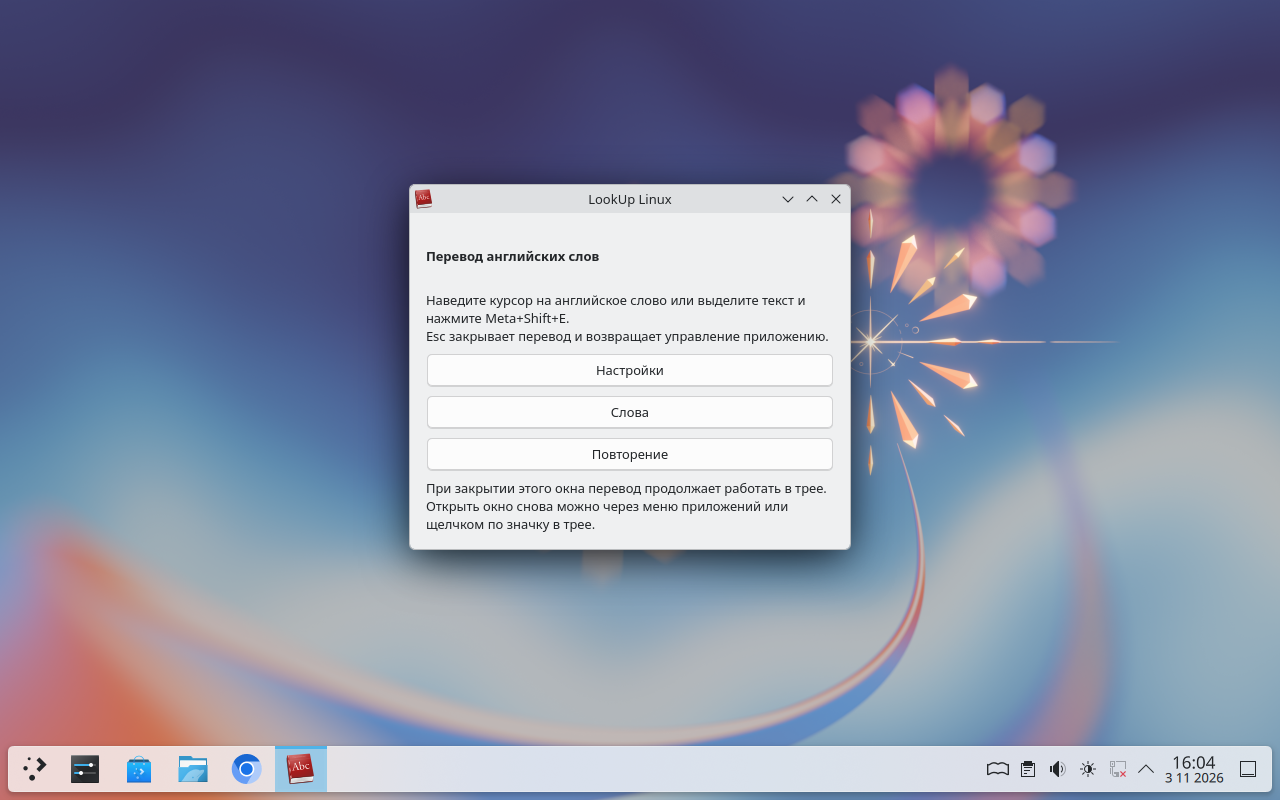 LookUp Linux
Перевод английских слов
Наведите курсор на английское слово или выделите текст и
нажмите Meta+Shift+E.
Esc закрывает перевод и возвращает управление приложению.
Настройки
Слова
Повторение
При закрытии этого окна перевод продолжает работать в трее.
Открыть окно снова можно через меню приложений или
щелчком по значку в трее.
Abc
16:04
3 11 2026